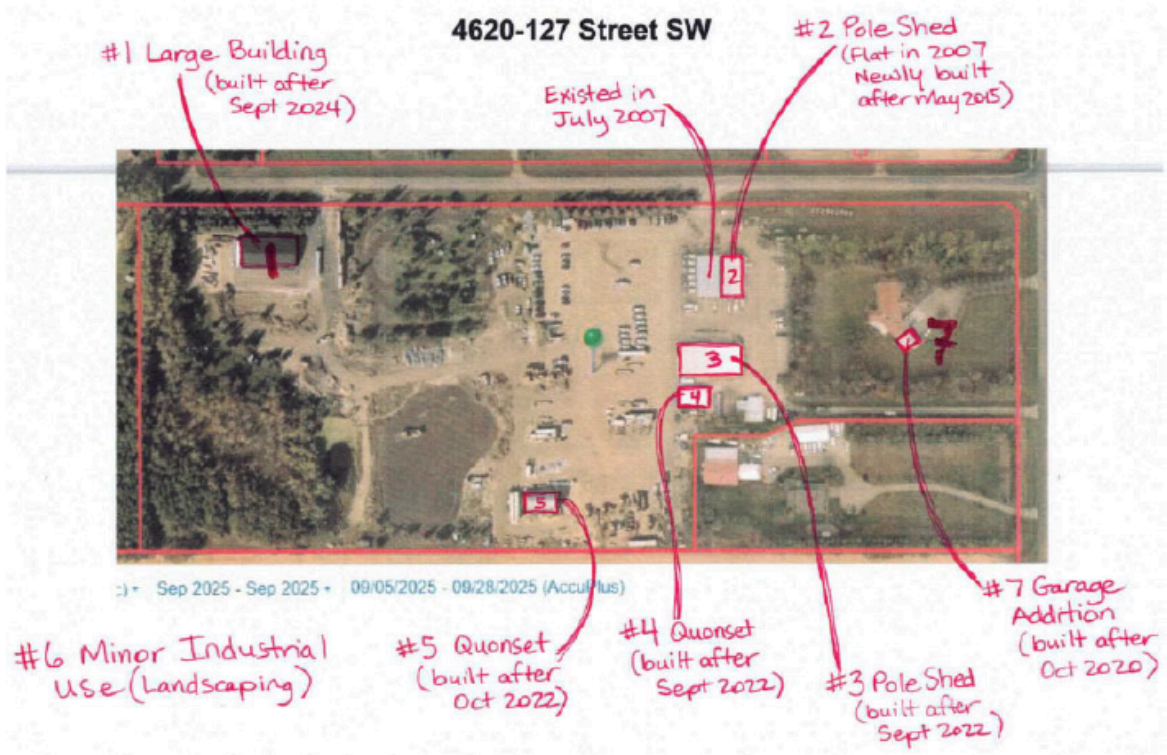 4620-127 Street SW
#1 Large Building
(built after
Sept 2024)
Existed in
July 2007
#2 Pole Shed
(Flat in 2007
Newly built
after May 2015)
1
2
3
4
5
7
:) Sep 2025 - Sep 2025 09/05/2025 - 09/28/2025 (AccuPlus)
#6 Minor Industrial
Use (Landscaping)
#5 Quonset
(built after
Oct 2022)
#4 Quonset
(built after
Sept 2022)
#3 Pole Shed
(built after
Sept 2022)
#7 Garage
Addition
(built after
Oct 2020)